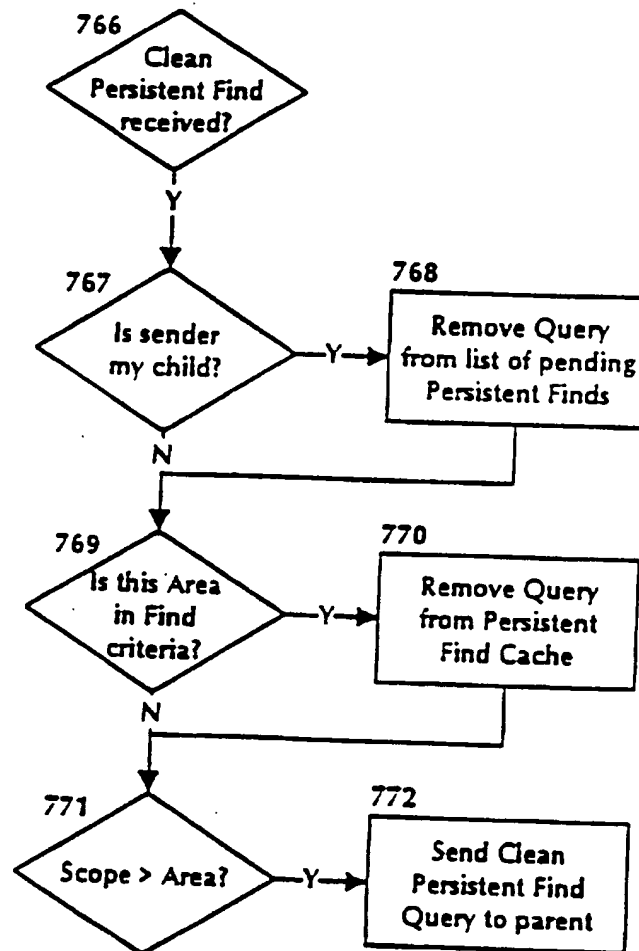 766
Clean
Persistent Find
received?
Y
767
Is sender
my child?
Y
768
Remove Query
from list of pending
Persistent Finds
N
769
Is this Area
in Find
criteria?
Y
770
Remove Query
from Persistent
Find Cache
N
771
Scope > Area?
Y
772
Send Clean
Persistent Find
Query to parent